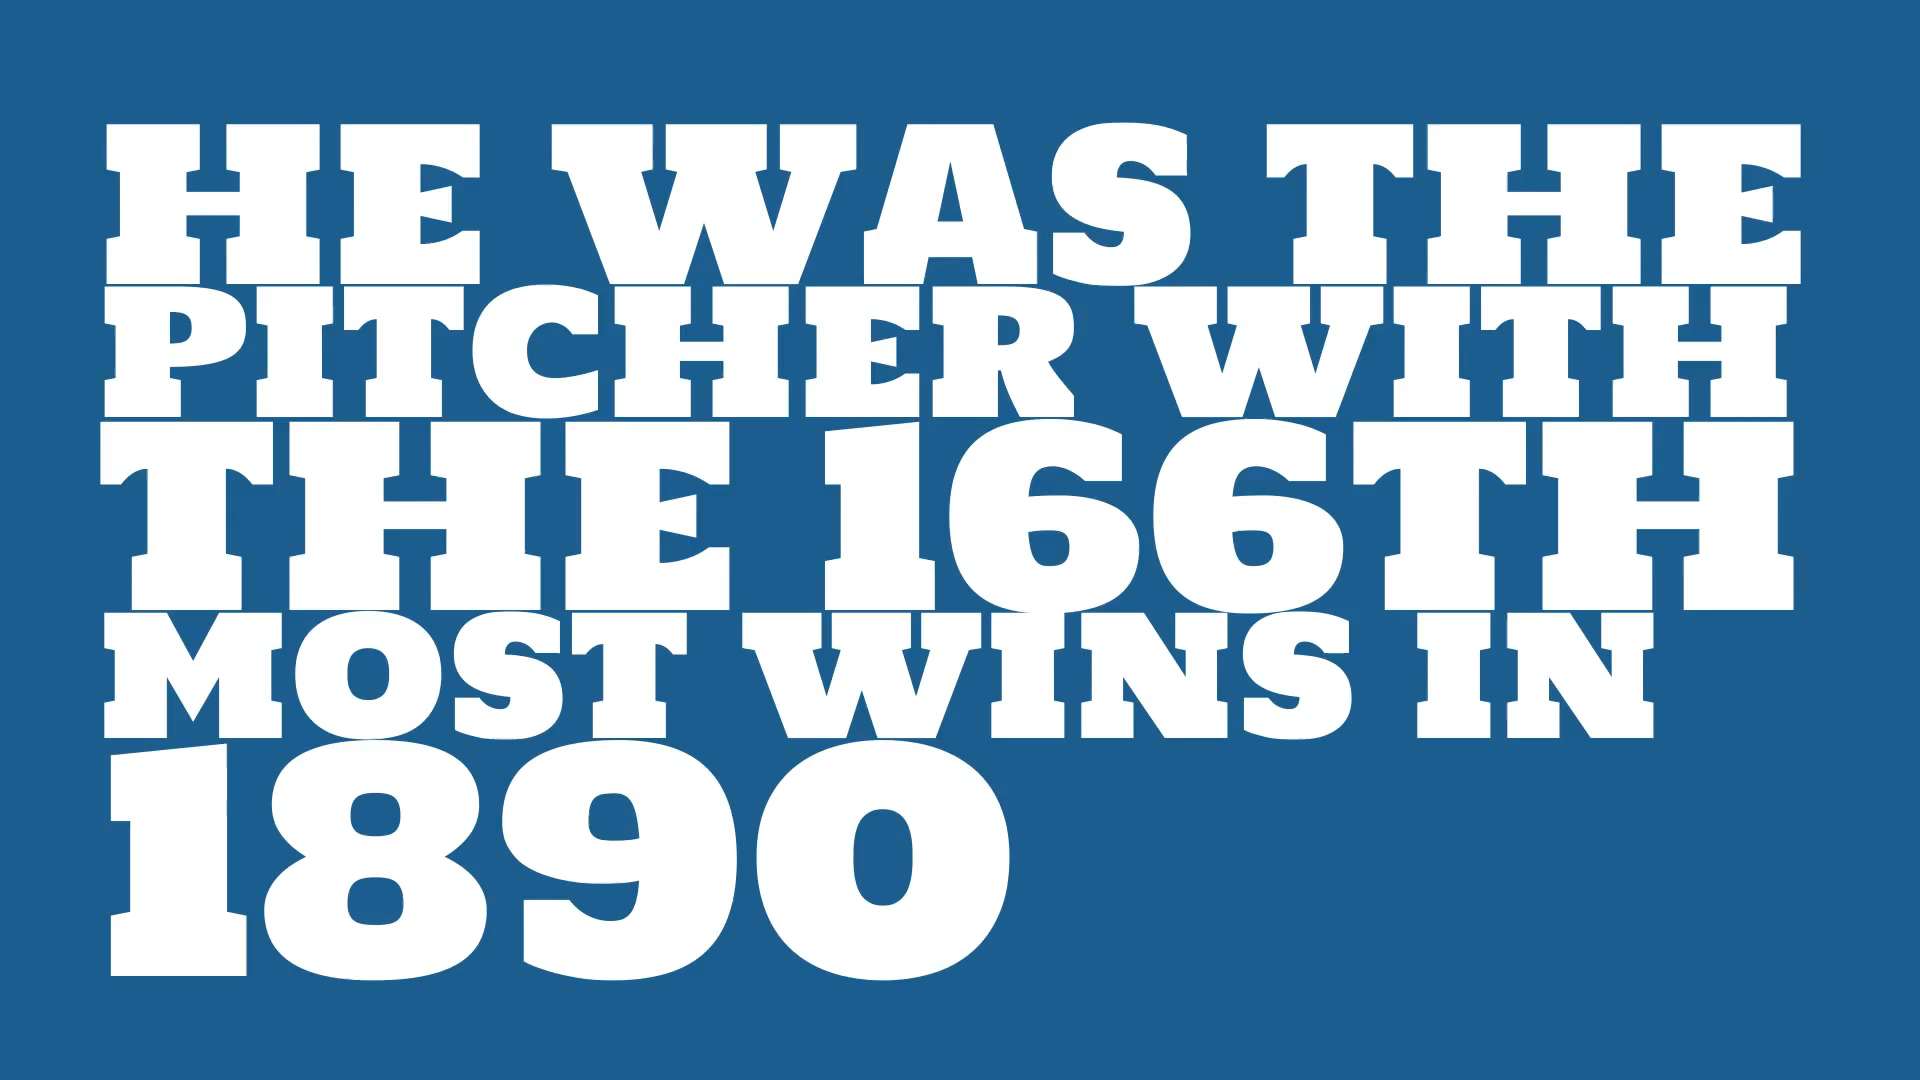 HE WAS THE
PITCHER WITH
THE 166TH
MOST WINS IN
1890